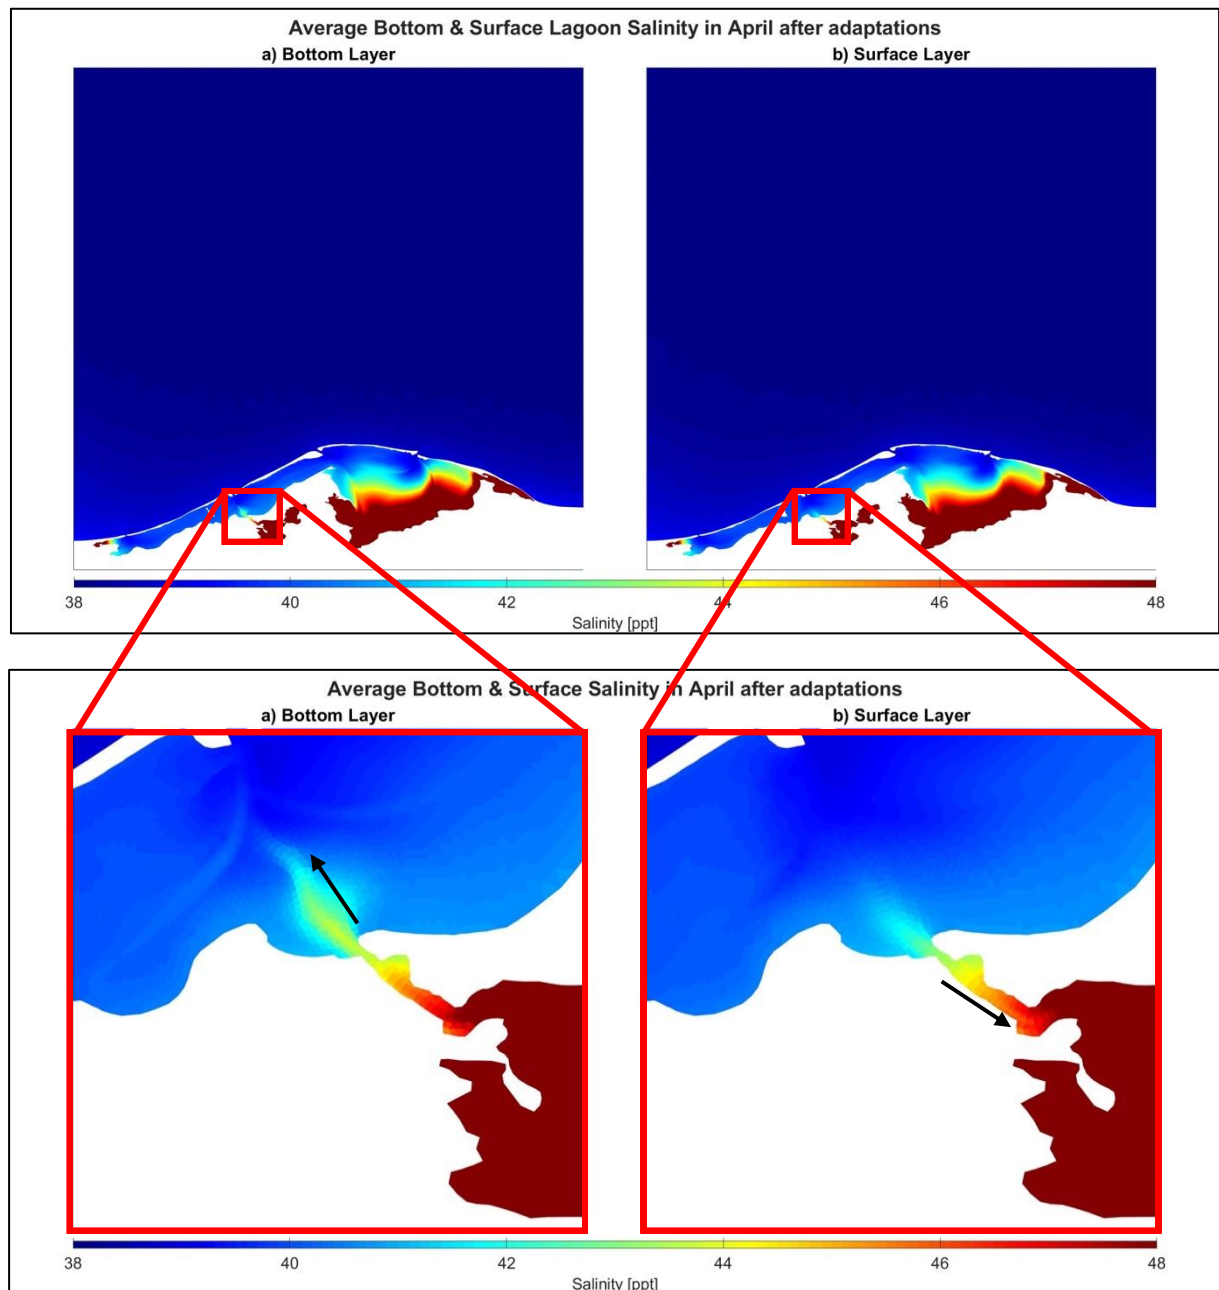 Average Bottom & Surface Lagoon Salinity in April after adaptations
a) Bottom Layer
b) Surface Layer
38 40 42 44 46 48
Salinity [ppt]
Average Bottom & Surface Salinity in April after adaptations
a) Bottom Layer
b) Surface Layer
38 40 42 44 46 48
Salinity [ppt]